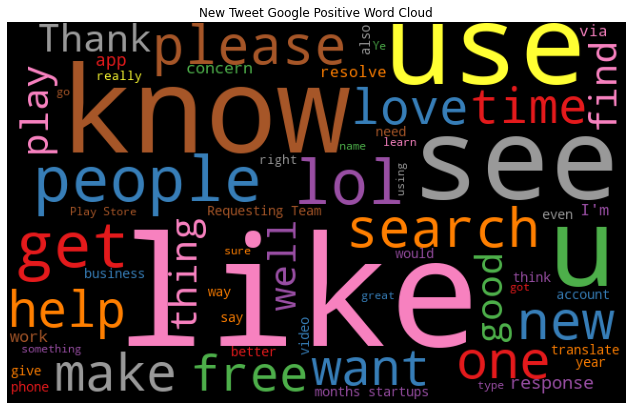 New Tweet Google Positive Word Cloud
Thank
please
also
Ye
use
via
find
play
app
really
concern
resolve
go
know
love
time
need
learn
name
see
people
right
lol
using
Play Store
Requesting Team
I'm
even
search
u
get
like
thing
well
sure
would
business
good
think
got
account
help
way
say
great
new
work
video
something
better
translate
year
one
make
free
want
give
phone
months startups
type
response